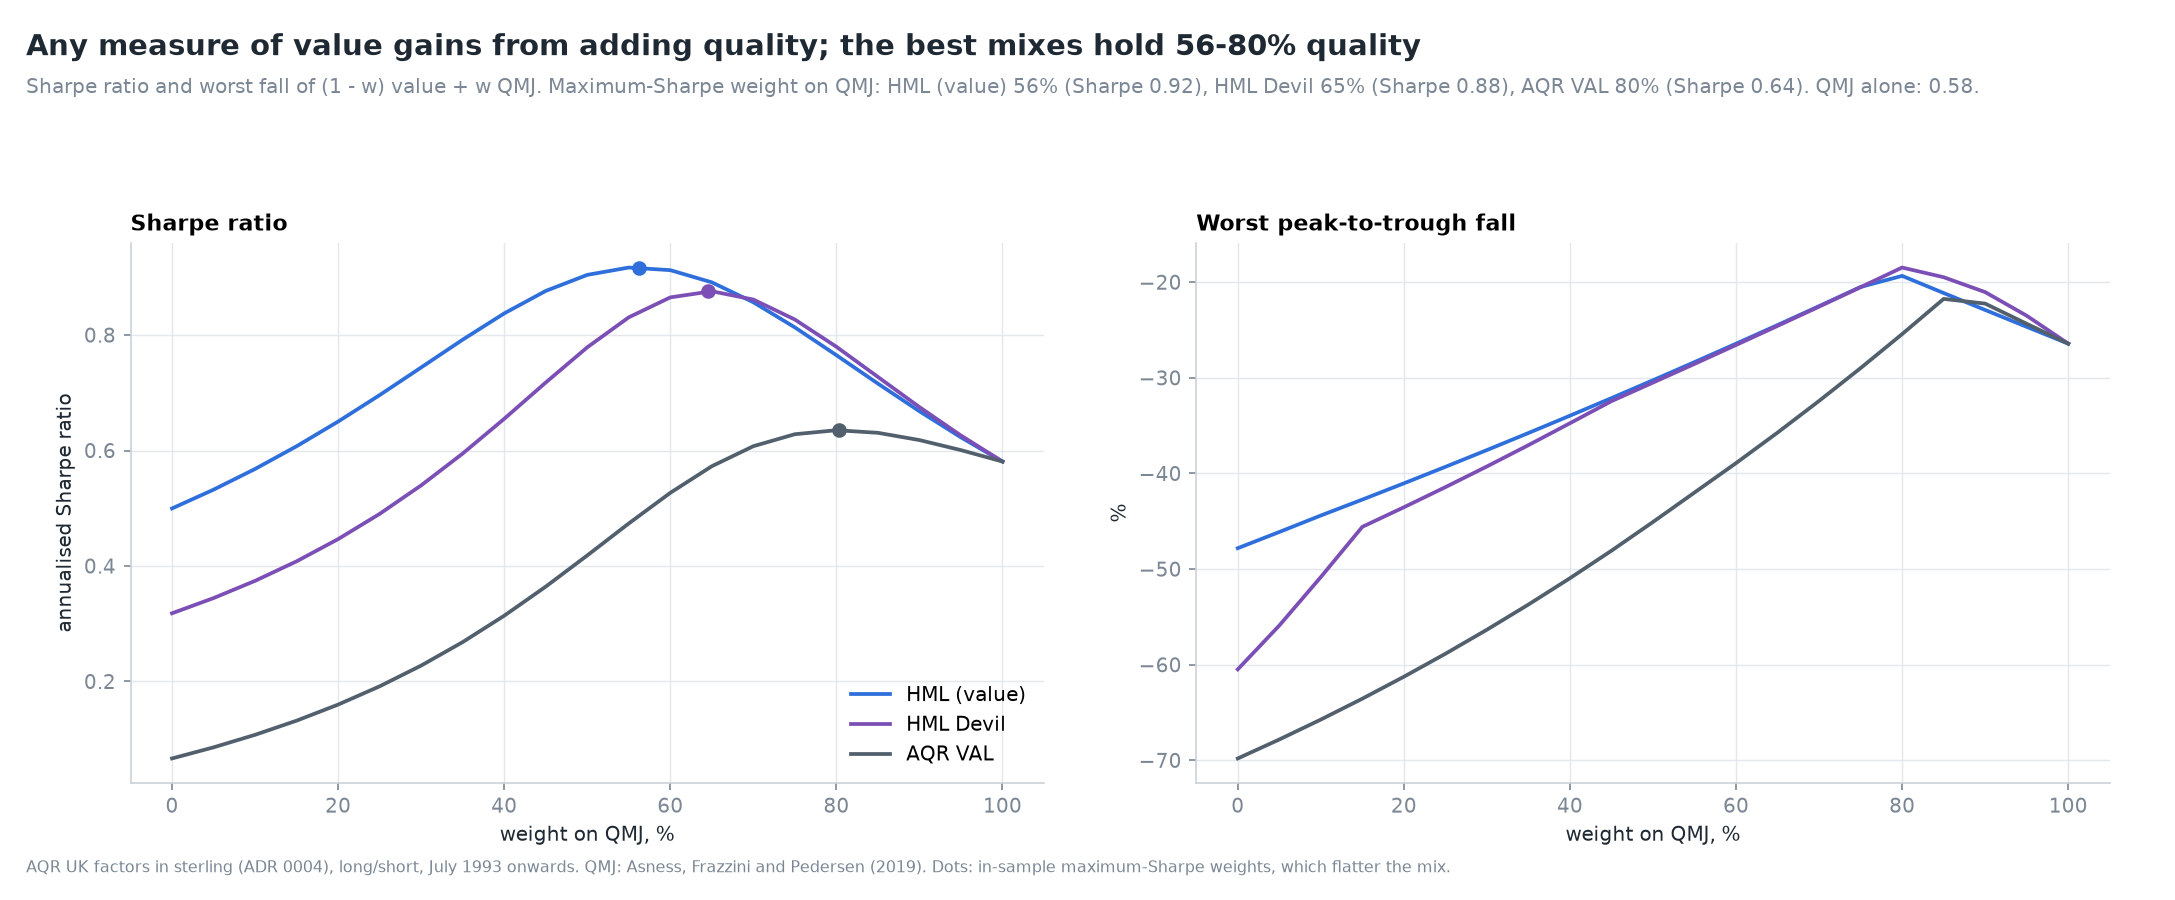 Any measure of value gains from adding quality; the best mixes hold 56-80% quality
Sharpe ratio and worst fall of (1 - w) value + w QMJ. Maximum-Sharpe weight on QMJ: HML (value) 56% (Sharpe 0.92), HML Devil 65% (Sharpe 0.88), AQR VAL 80% (Sharpe 0.64). QMJ alone: 0.58.
Sharpe ratio
annualised Sharpe ratio
0.8
0.6
0.4
0.2
HML (value)
HML Devil
AQR VAL
0 20 40 60 80 100
weight on QMJ, %
Worst peak-to-trough fall
%
−20
−30
−40
−50
−60
−70
0 20 40 60 80 100
weight on QMJ, %
AQR UK factors in sterling (ADR 0004), long/short, July 1993 onwards. QMJ: Asness, Frazzini and Pedersen (2019). Dots: in-sample maximum-Sharpe weights, which flatter the mix.